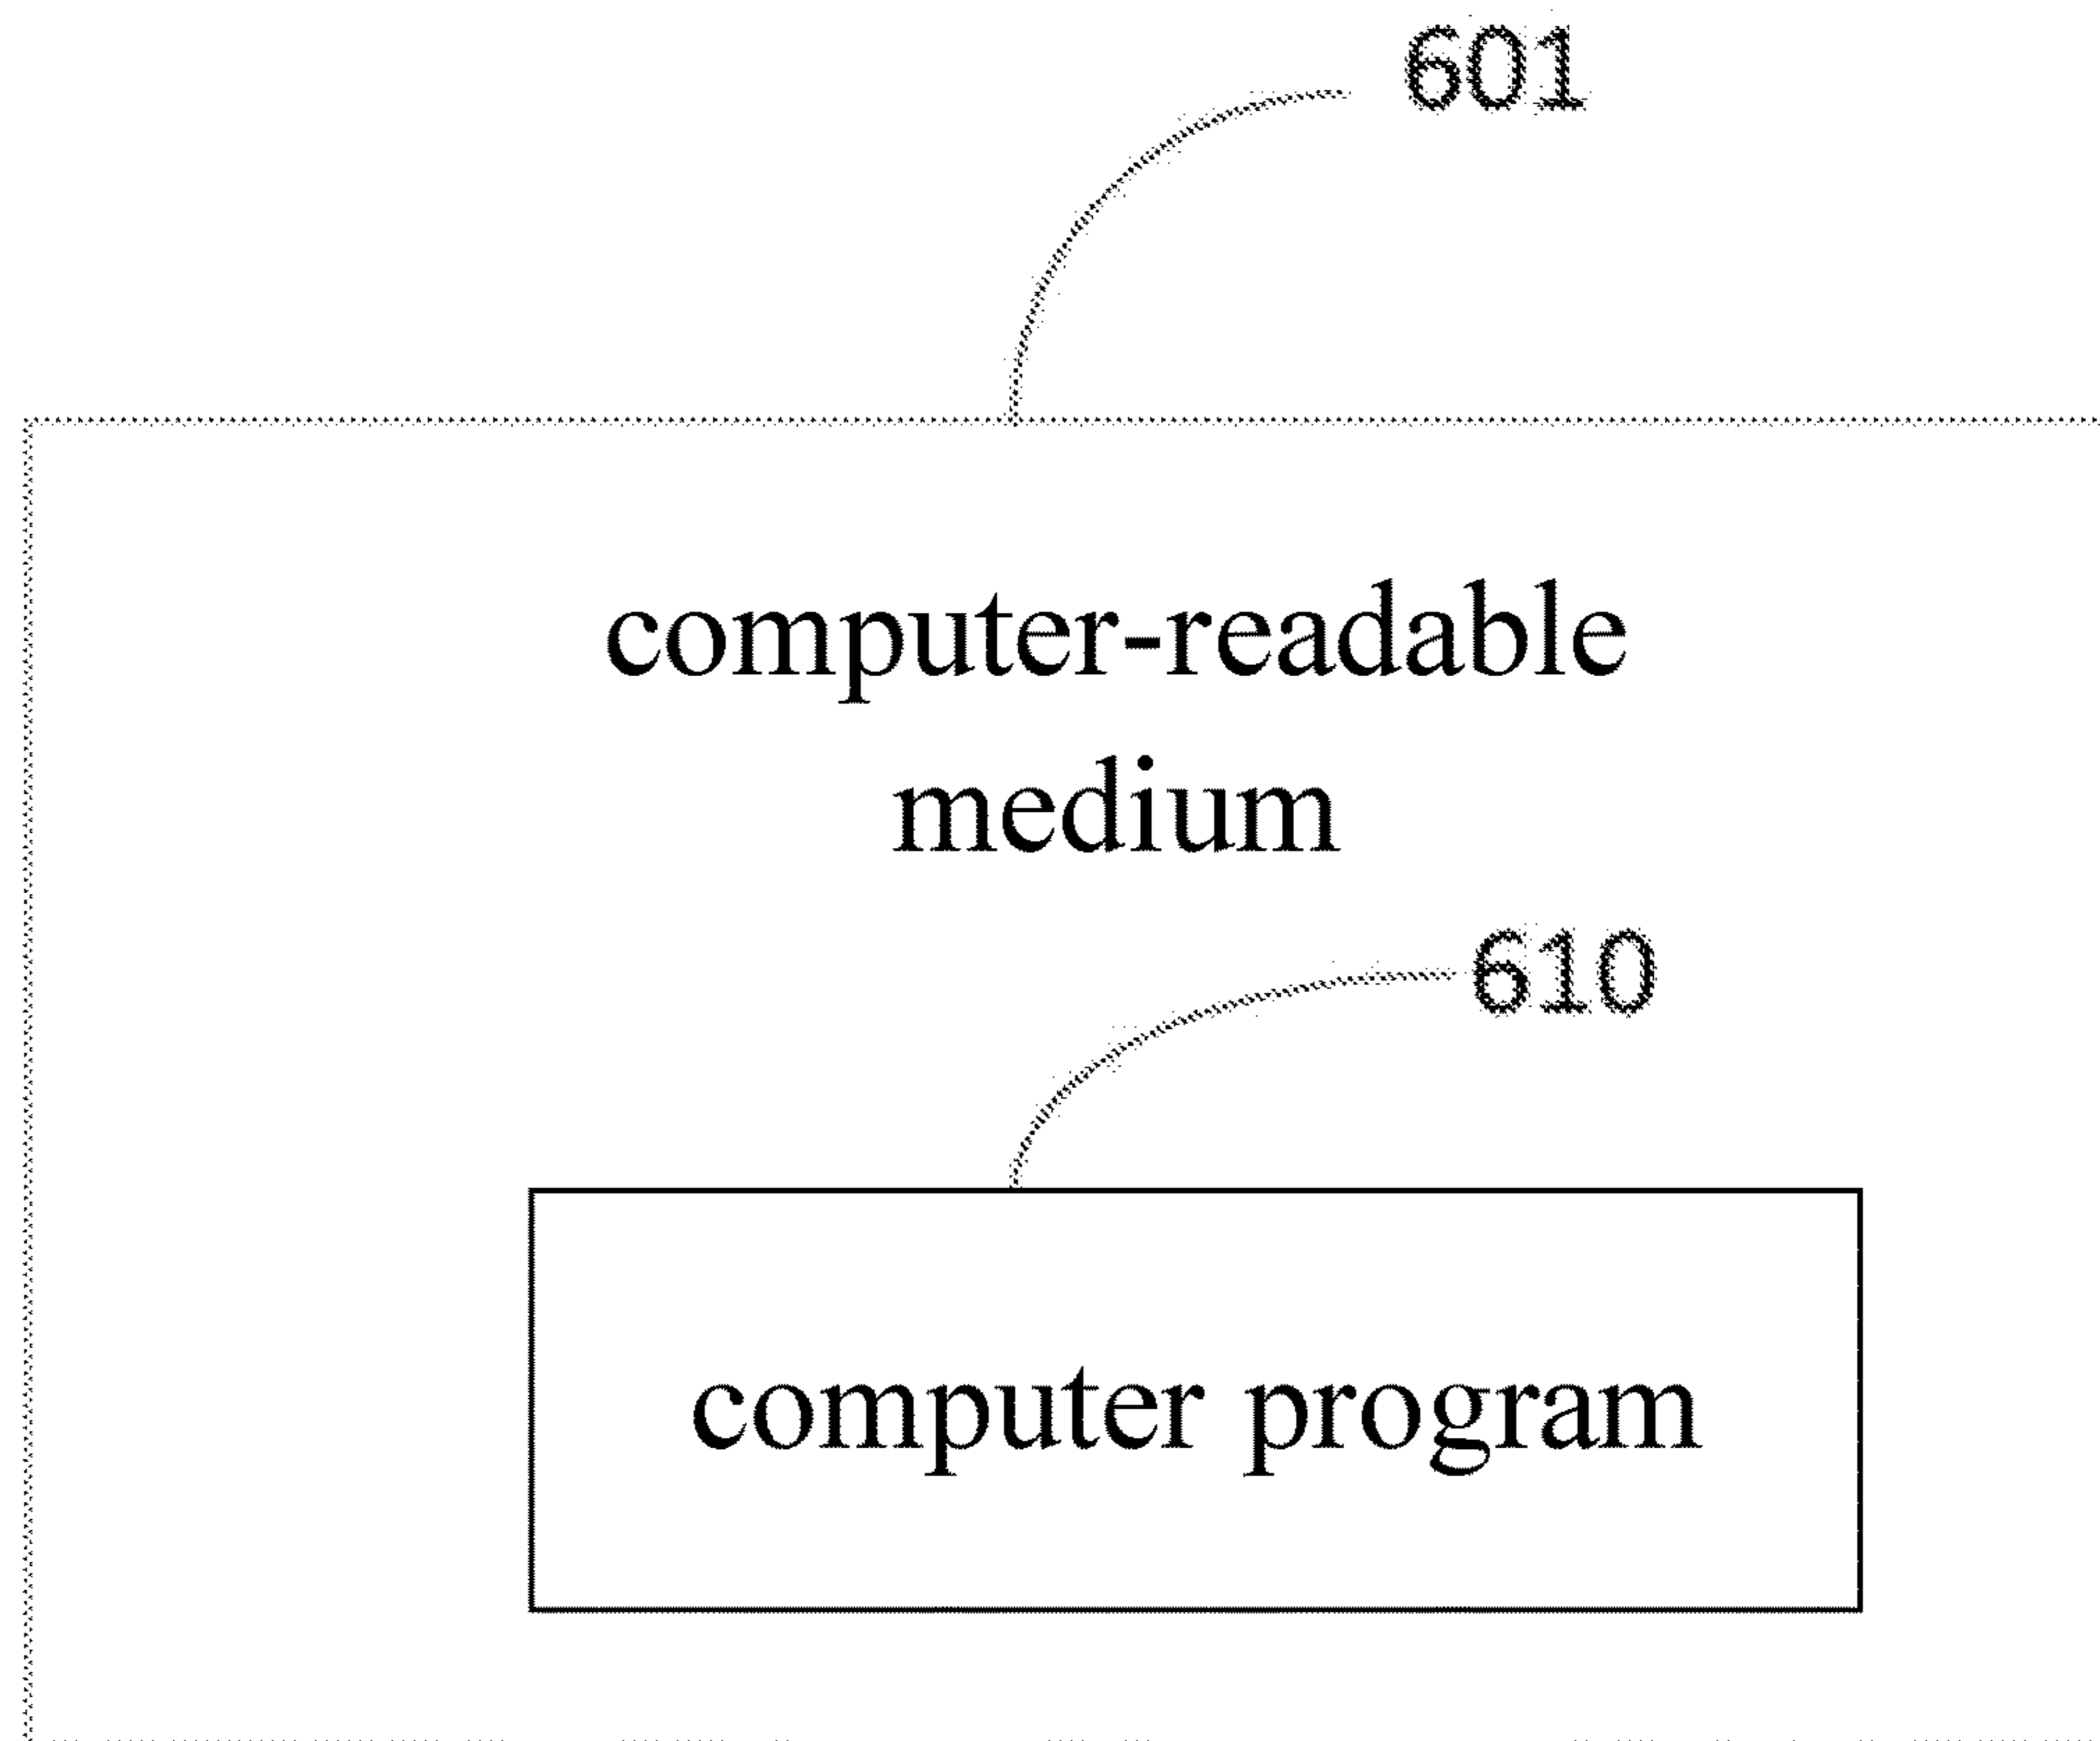 601
computer-readable
medium
610
computer program